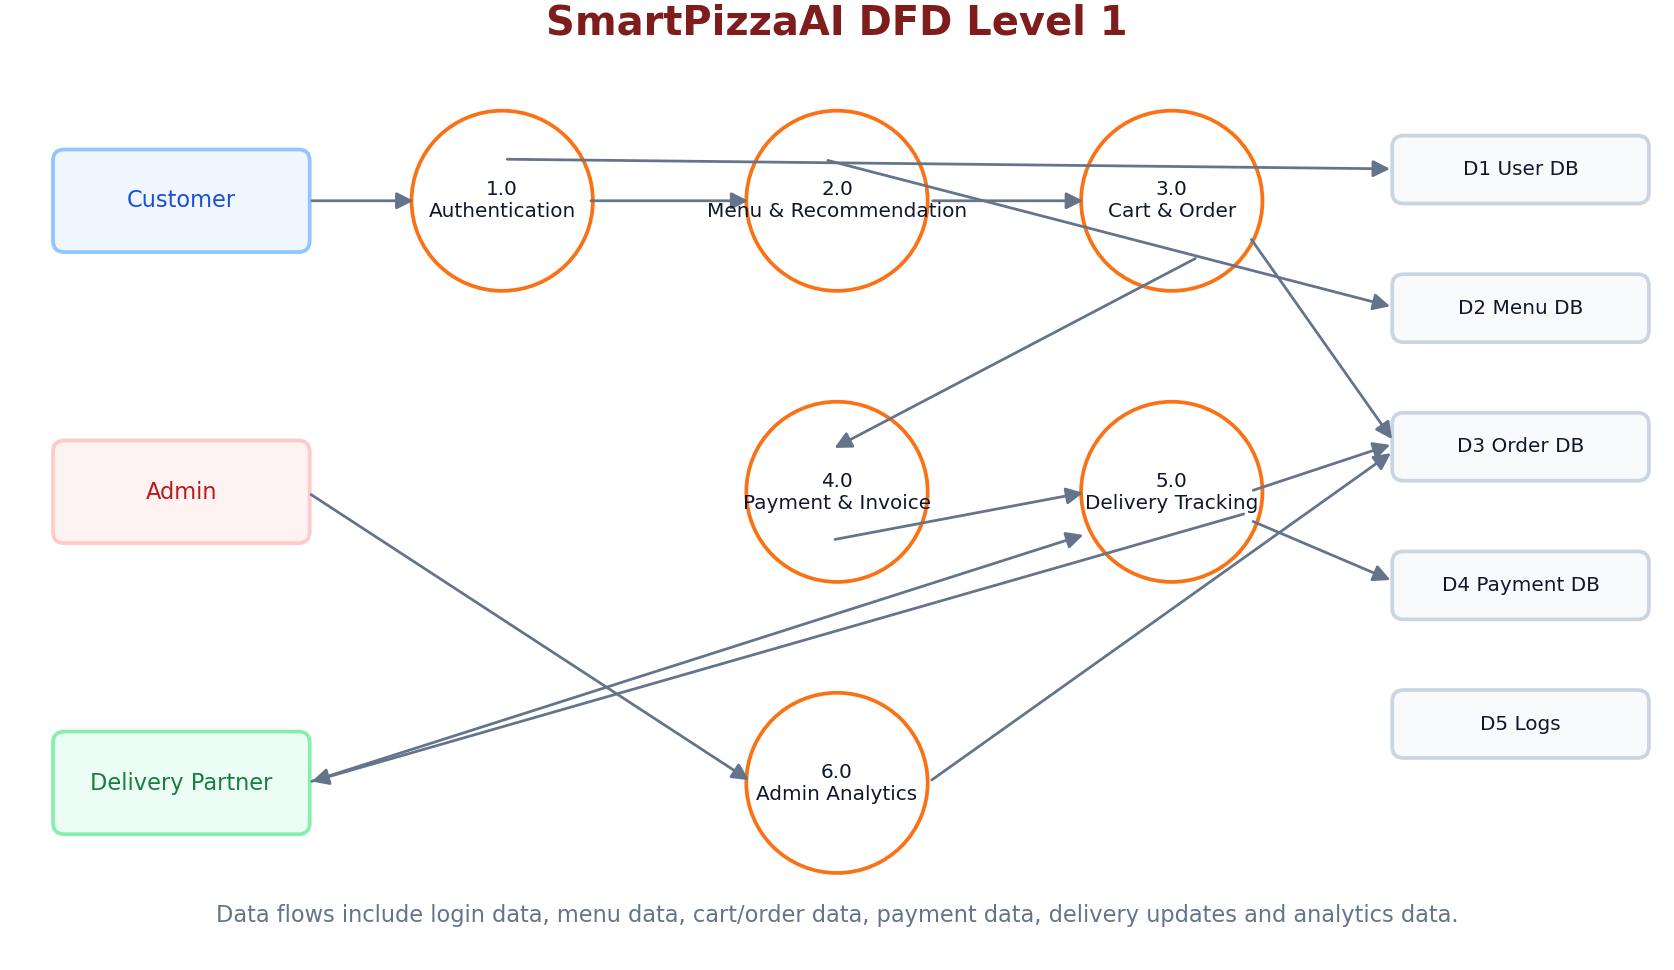 SmartPizzaAI DFD Level 1
Customer
1.0
Authentication
2.0
Menu & Recommendation
3.0
Cart & Order
D1 User DB
D2 Menu DB
Admin
4.0
Payment & Invoice
5.0
Delivery Tracking
D3 Order DB
D4 Payment DB
Delivery Partner
6.0
Admin Analytics
D5 Logs
Data flows include login data, menu data, cart/order data, payment data, delivery updates and analytics data.